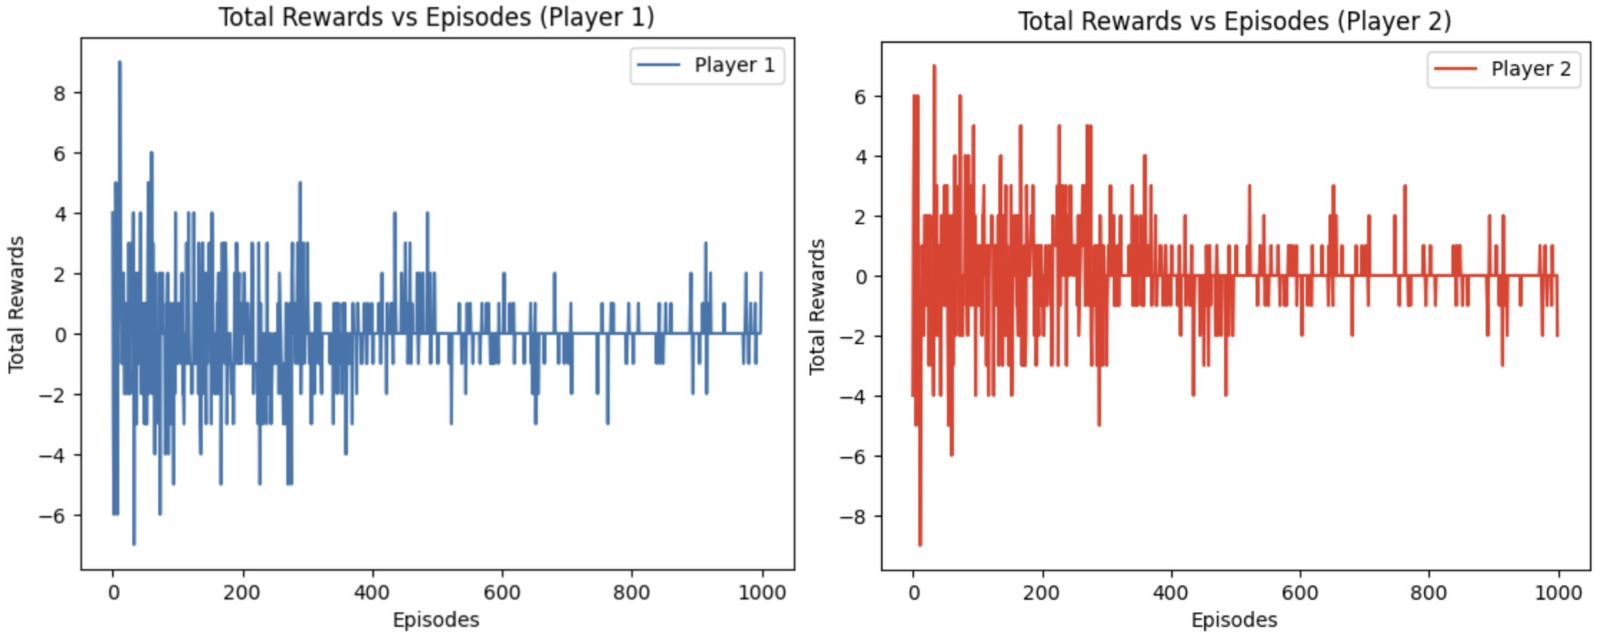 Total Rewards vs Episodes (Player 1)
Player 1
8
6
4
2
0
−2
−4
−6
Total Rewards
0 200 400 600 800 1000
Episodes
Total Rewards vs Episodes (Player 2)
Player 2
6
4
2
0
−2
−4
−6
−8
Total Rewards
0 200 400 600 800 1000
Episodes